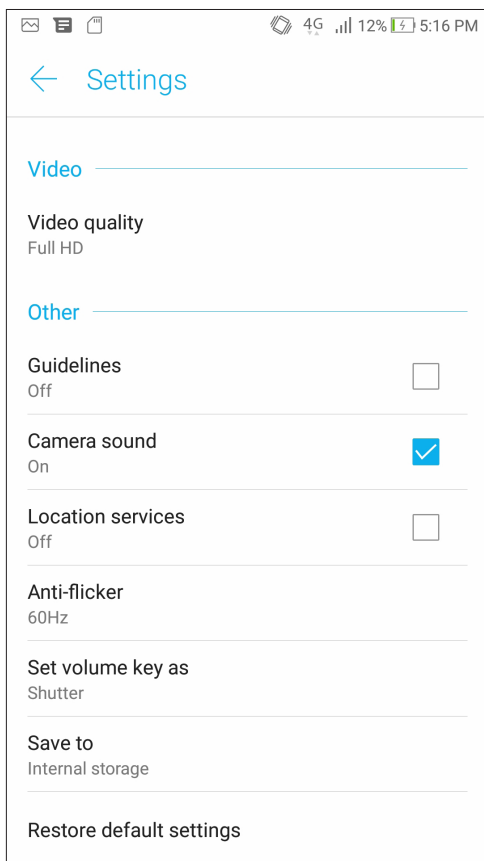 4G 12% 5:16 PM
Settings
Video
Video quality
Full HD
Other
Guidelines
Off
Camera sound
On
Location services
Off
Anti-flicker
60Hz
Set volume key as
Shutter
Save to
Internal storage
Restore default settings